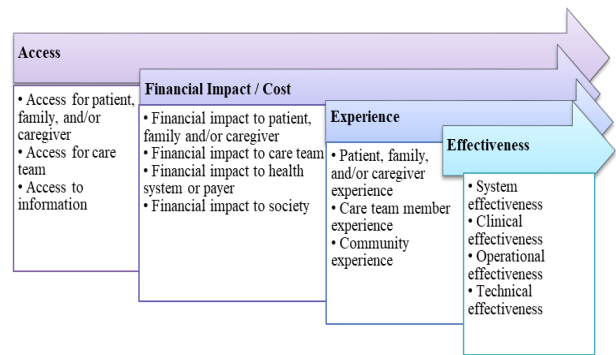 Access
• Access for patient,
family, and/or
caregiver
• Access for care
team
• Access to
information
Financial Impact / Cost
• Financial impact to patient,
family and/or caregiver
• Financial impact to care team
• Financial impact to health
system or payer
• Financial impact to society
Experience
• Patient, family,
and/or caregiver
experience
• Care team member
experience
• Community
experience
Effectiveness
• System
effectiveness
• Clinical
effectiveness
• Operational
effectiveness
• Technical
effectiveness